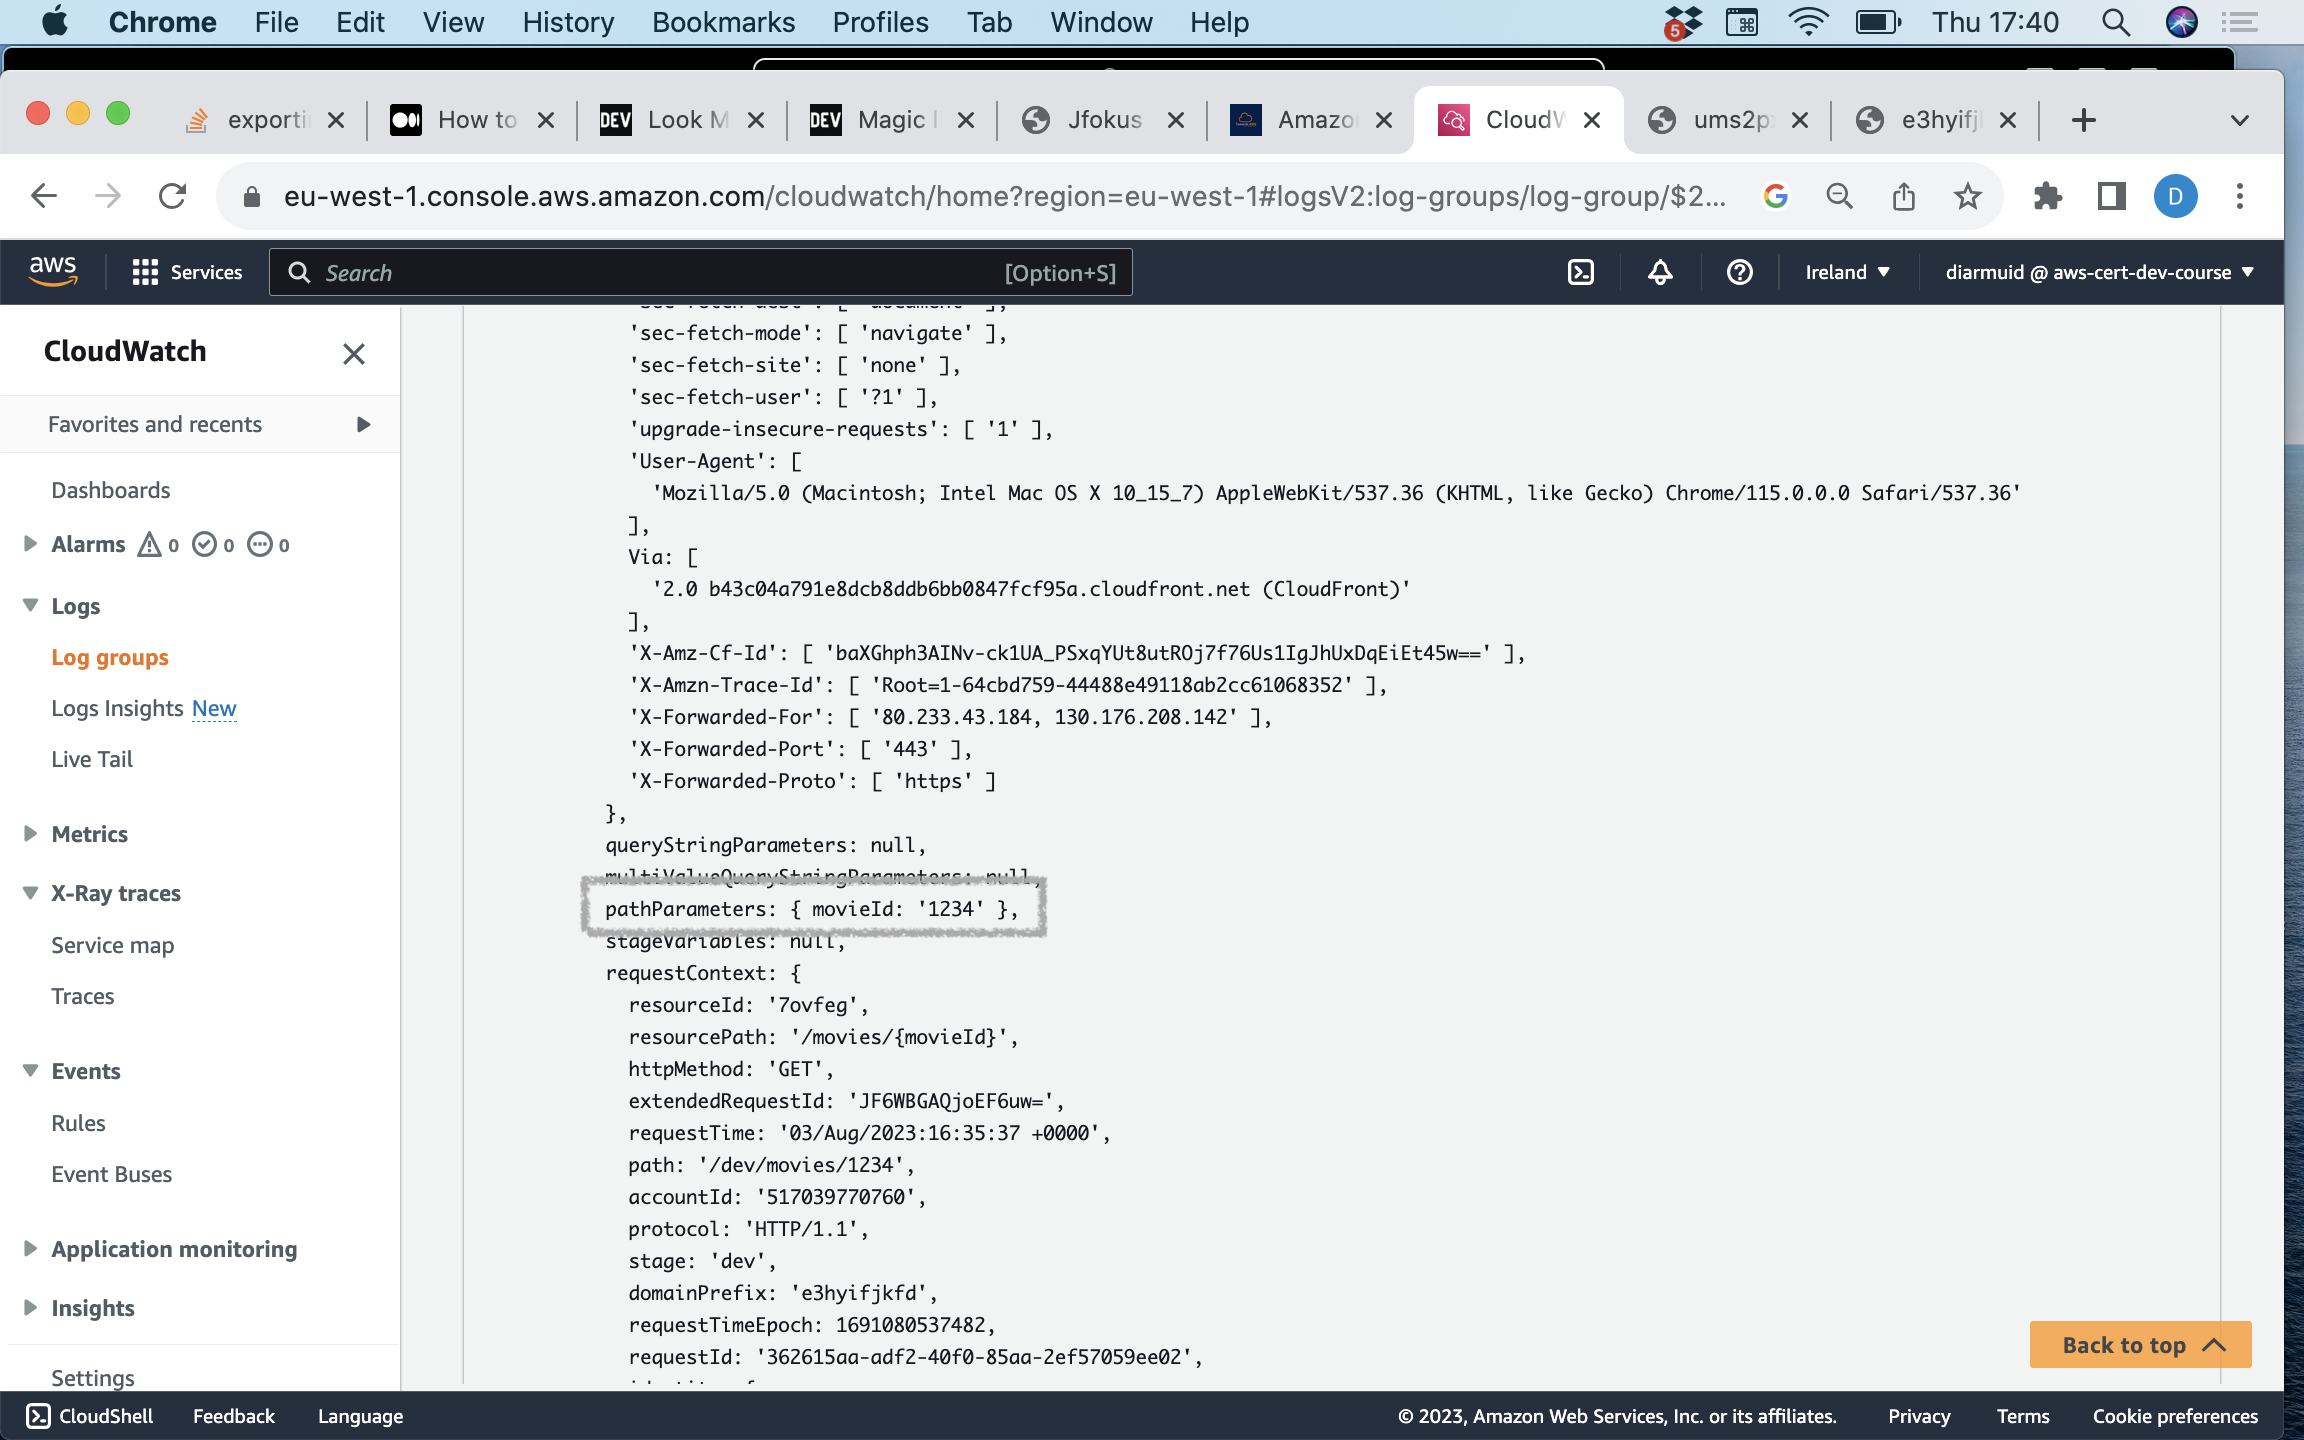 Chrome File Edit View History Bookmarks Profiles Tab Window Help 5 Thu 17:40
exporti How to DEV Look M DEV Magic Jfokus Amazo CloudW ums2p e3hyifj
eu-west-1.console.aws.amazon.com/cloudwatch/home?region=eu-west-1#logsV2:log-groups/log-group/$2... G D
aws Services Search [Option+S] Ireland diarmuid @ aws-cert-dev-course
CloudWatch
Favorites and recents
Dashboards
Alarms 0 0 0
Logs
Log groups
Logs Insights New
Live Tail
Metrics
X-Ray traces
Service map
Traces
Events
Rules
Event Buses
Application monitoring
Insights
Settings
'sec-fetch-dest': [ 'document' ],
'sec-fetch-mode': [ 'navigate' ],
'sec-fetch-site': [ 'none' ],
'sec-fetch-user': [ '?1' ],
'upgrade-insecure-requests': [ '1' ],
'User-Agent': [
'Mozilla/5.0 (Macintosh; Intel Mac OS X 10_15_7) AppleWebKit/537.36 (KHTML, like Gecko) Chrome/115.0.0.0 Safari/537.36'
],
Via: [
'2.0 b43c04a791e8dcb8ddb6bb0847fcf95a.cloudfront.net (CloudFront)'
],
'X-Amz-Cf-Id': [ 'baXGhph3AINv-ck1UA_PSxqYUt8utROj7f76Us1IgJhUxDqEiEt45w==' ],
'X-Amzn-Trace-Id': [ 'Root=1-64cbd759-44488e49118ab2cc61068352' ],
'X-Forwarded-For': [ '80.233.43.184, 130.176.208.142' ],
'X-Forwarded-Port': [ '443' ],
'X-Forwarded-Proto': [ 'https' ]
},
queryStringParameters: null,
multiValueQueryStringParameters: null,
pathParameters: { movieId: '1234' },
stageVariables: null,
requestContext: {
resourceId: '7ovfeg',
resourcePath: '/movies/{movieId}',
httpMethod: 'GET',
extendedRequestId: 'JF6WBGAQjoEF6uw=',
requestTime: '03/Aug/2023:16:35:37 +0000',
path: '/dev/movies/1234',
accountId: '517039770760',
protocol: 'HTTP/1.1',
stage: 'dev',
domainPrefix: 'e3hyifjkfd',
requestTimeEpoch: 1691080537482,
requestId: '362615aa-adf2-40f0-85aa-2ef57059ee02',
Back to top
CloudShell Feedback Language © 2023, Amazon Web Services, Inc. or its affiliates. Privacy Terms Cookie preferences